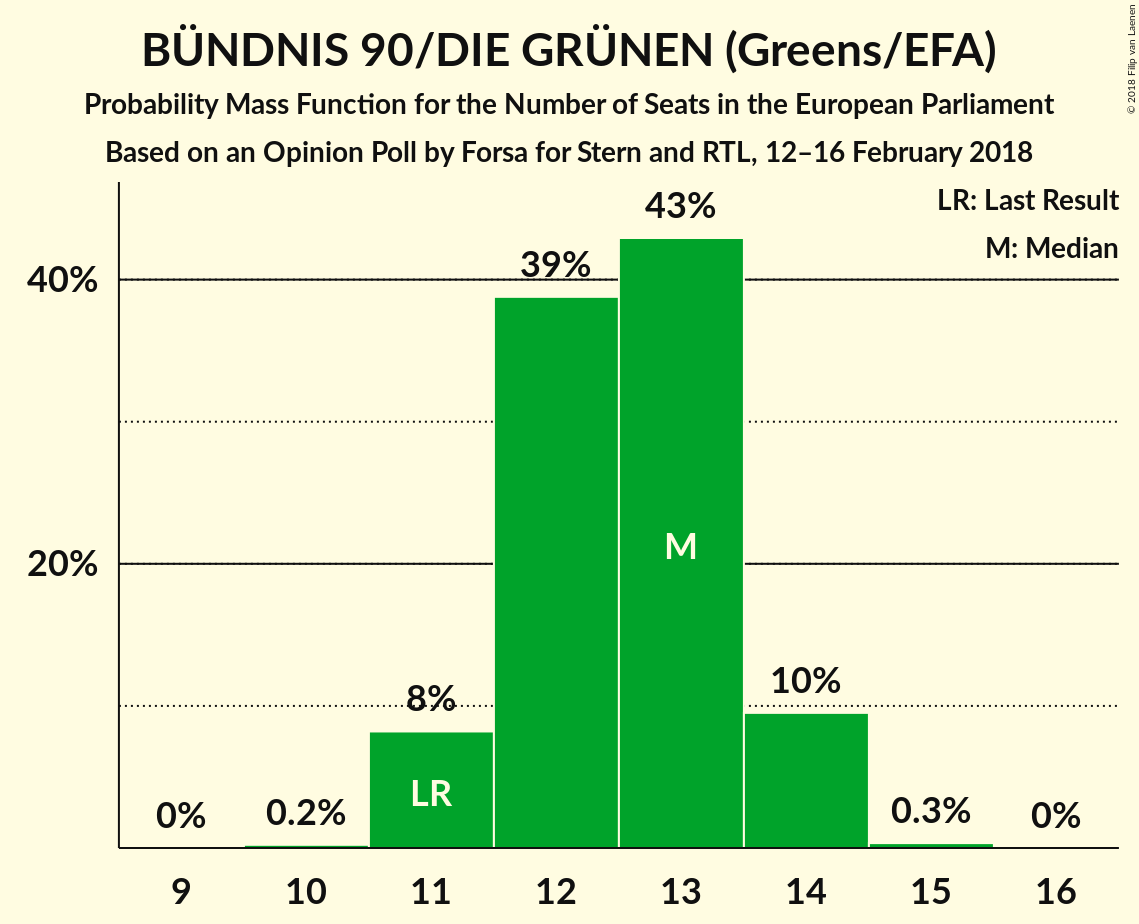 BÜNDNIS 90/DIE GRÜNEN (Greens/EFA)
Probability Mass Function for the Number of Seats in the European Parliament
Based on an Opinion Poll by Forsa for Stern and RTL, 12–16 February 2018
© 2018 Filip van Laenen
LR: Last Result
M: Median
43%
39%
40%
M
20%
10%
8%
LR
0%
0.2%
0.3%
0%
9 10 11 12 13 14 15 16